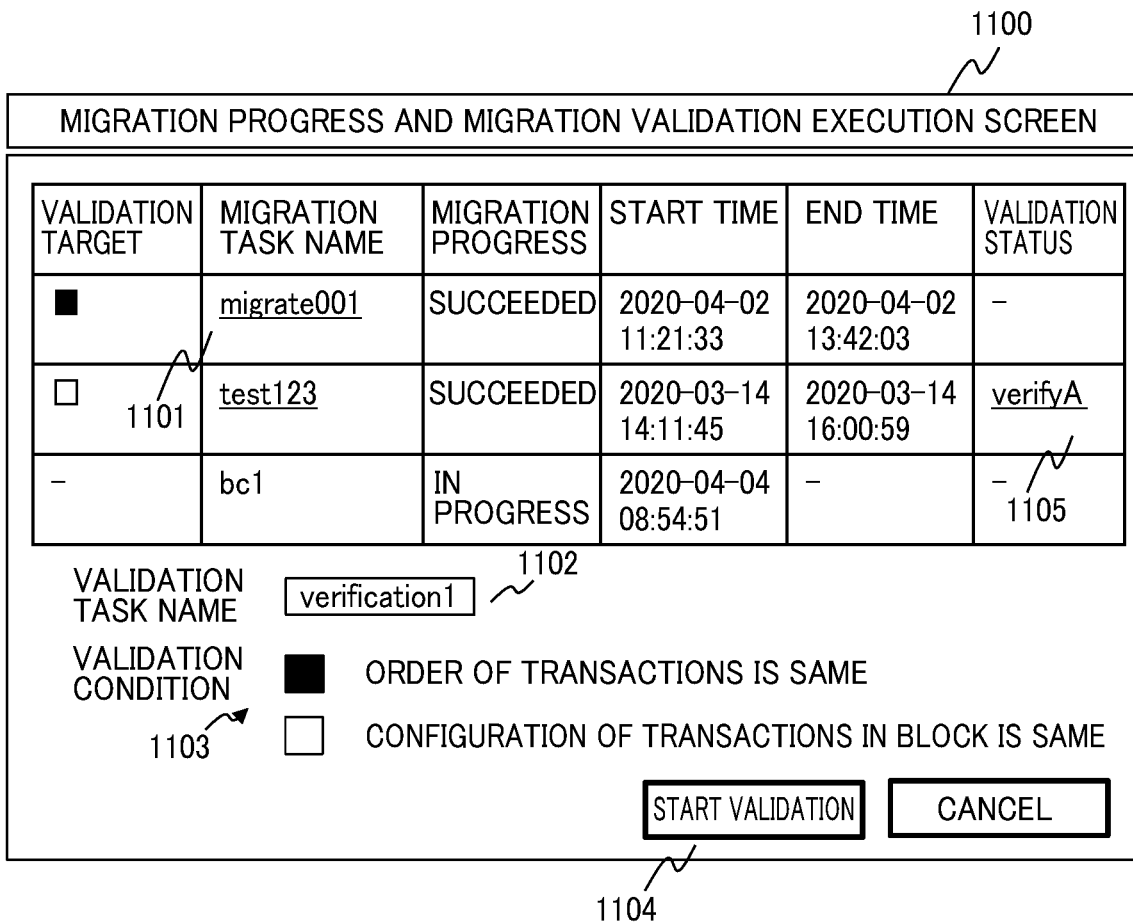 1100
MIGRATION PROGRESS AND MIGRATION VALIDATION EXECUTION SCREEN
VALIDATION TARGET
MIGRATION TASK NAME
MIGRATION PROGRESS
START TIME
END TIME
VALIDATION STATUS
migrate001
SUCCEEDED
2020-04-02
11:21:33
2020-04-02
13:42:03
-
1101
test123
SUCCEEDED
2020-03-14
14:11:45
2020-03-14
16:00:59
verifyA
-
bc1
IN PROGRESS
2020-04-04
08:54:51
-
-
1105
VALIDATION TASK NAME
verification1
1102
VALIDATION CONDITION
1103
ORDER OF TRANSACTIONS IS SAME
CONFIGURATION OF TRANSACTIONS IN BLOCK IS SAME
START VALIDATION
CANCEL
1104